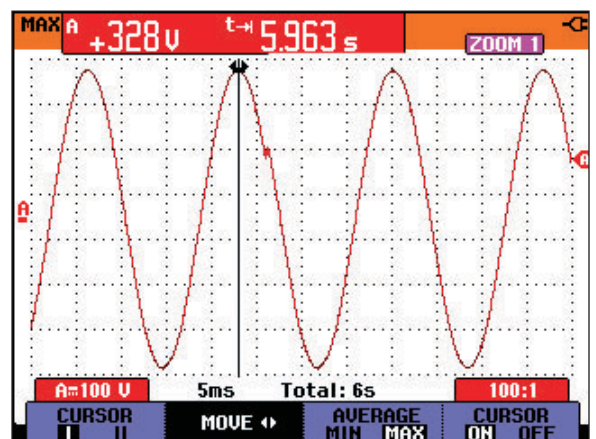 MAX A +328 V t→ 5.963 s ZOOM 1
A
A
A≂100 V 5ms Total: 6s 100:1
CURSOR MOVE ◂▸ AVERAGE CURSOR
I II MIN MAX ON OFF